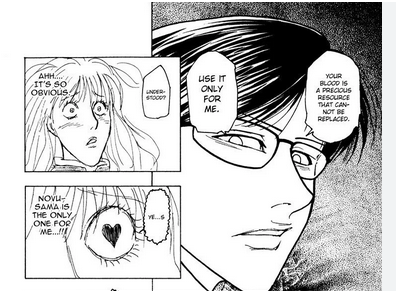 YOUR
BLOOD IS
A PRECIOUS
RESOURCE
THAT CAN-
NOT BE
REPLACED.
USE IT
ONLY
FOR
ME.
UNDER-
STOOD?
AHH....
IT'S SO
OBVIOUS.
YE...S
NOVU-
SAMA IS
THE ONLY
ONE FOR
ME...!!!